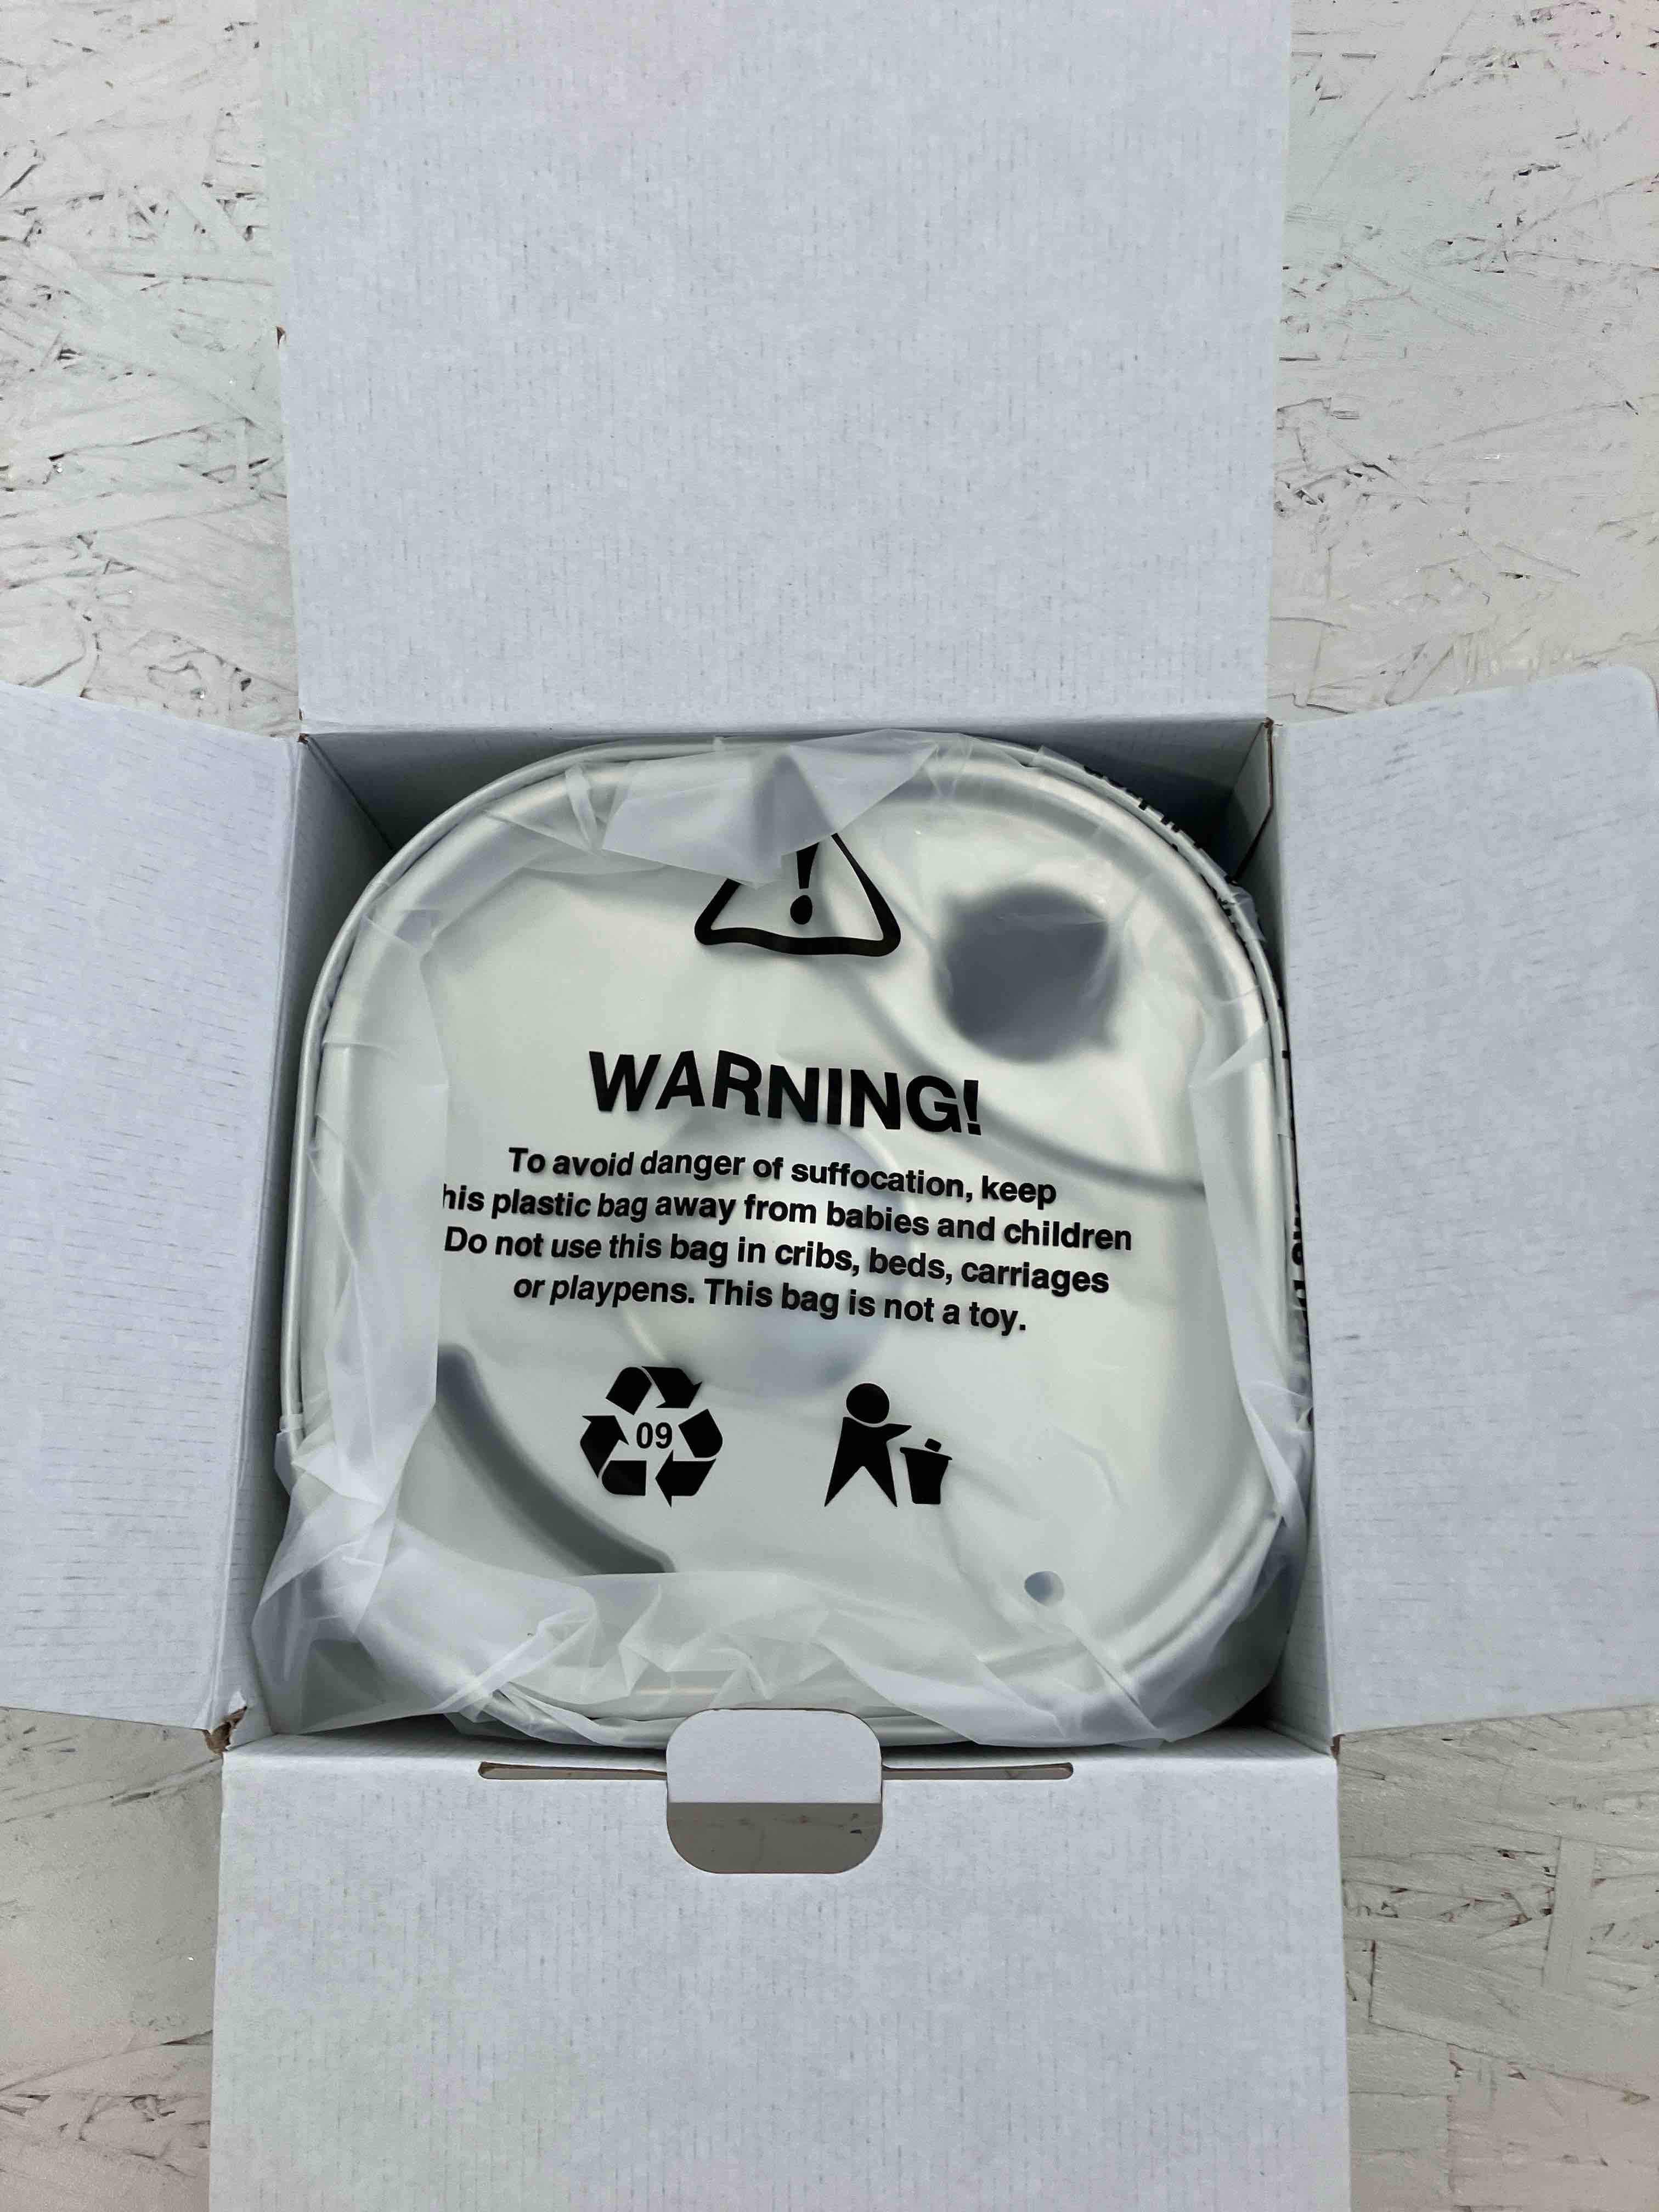 WARNING!
To avoid danger of suffocation, keep
his plastic bag away from babies and children
Do not use this bag in cribs, beds, carriages
or playpens. This bag is not a toy.
09